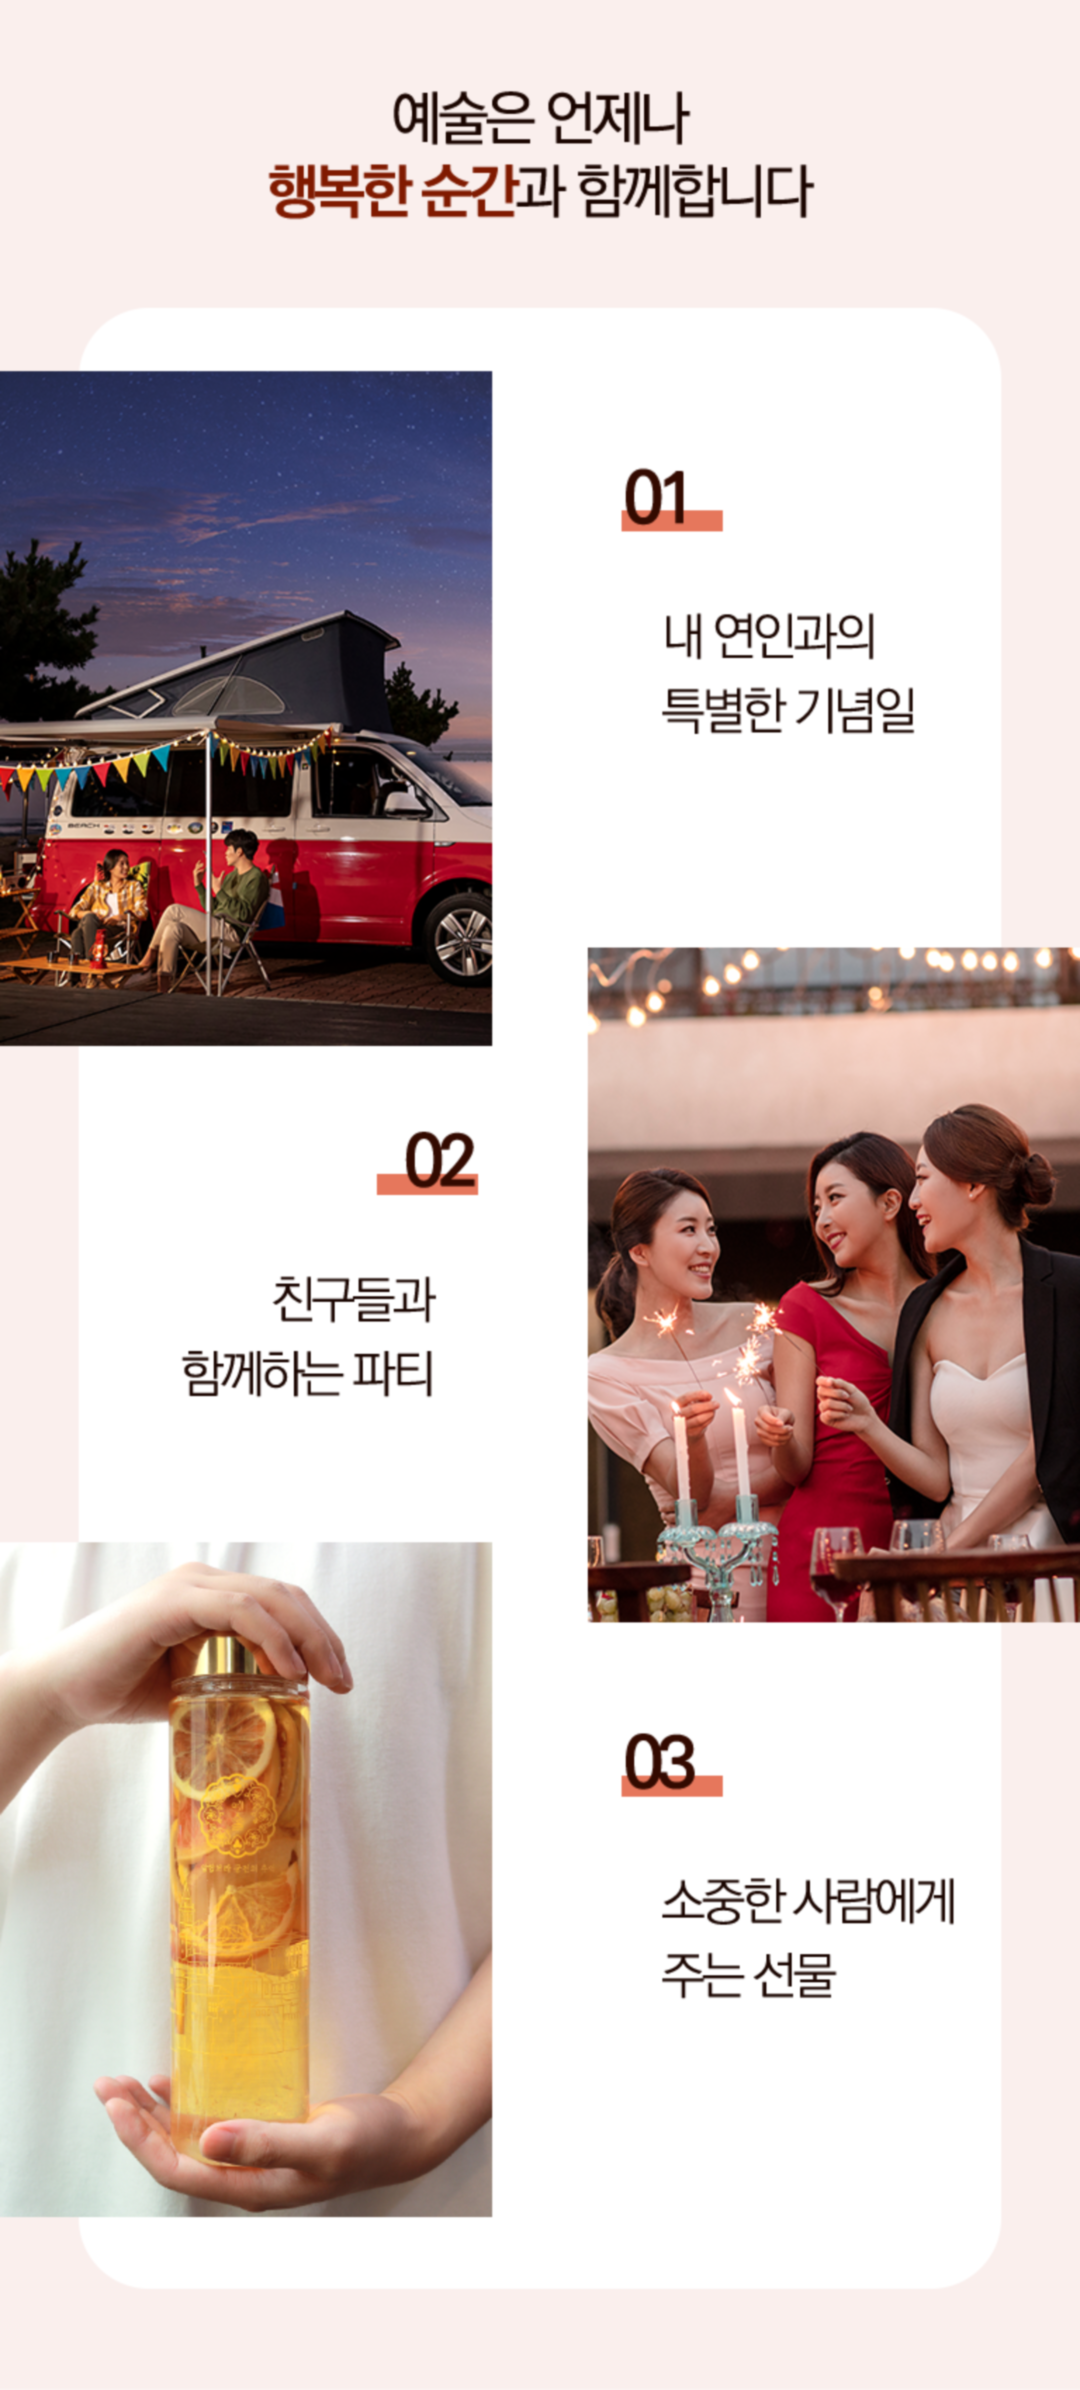 예술은 언제나
행복한 순간과 함께합니다
01
내 연인과의
특별한 기념일
BEACH
02
친구들과
함께하는 파티
03
소중한 사람에게
주는 선물